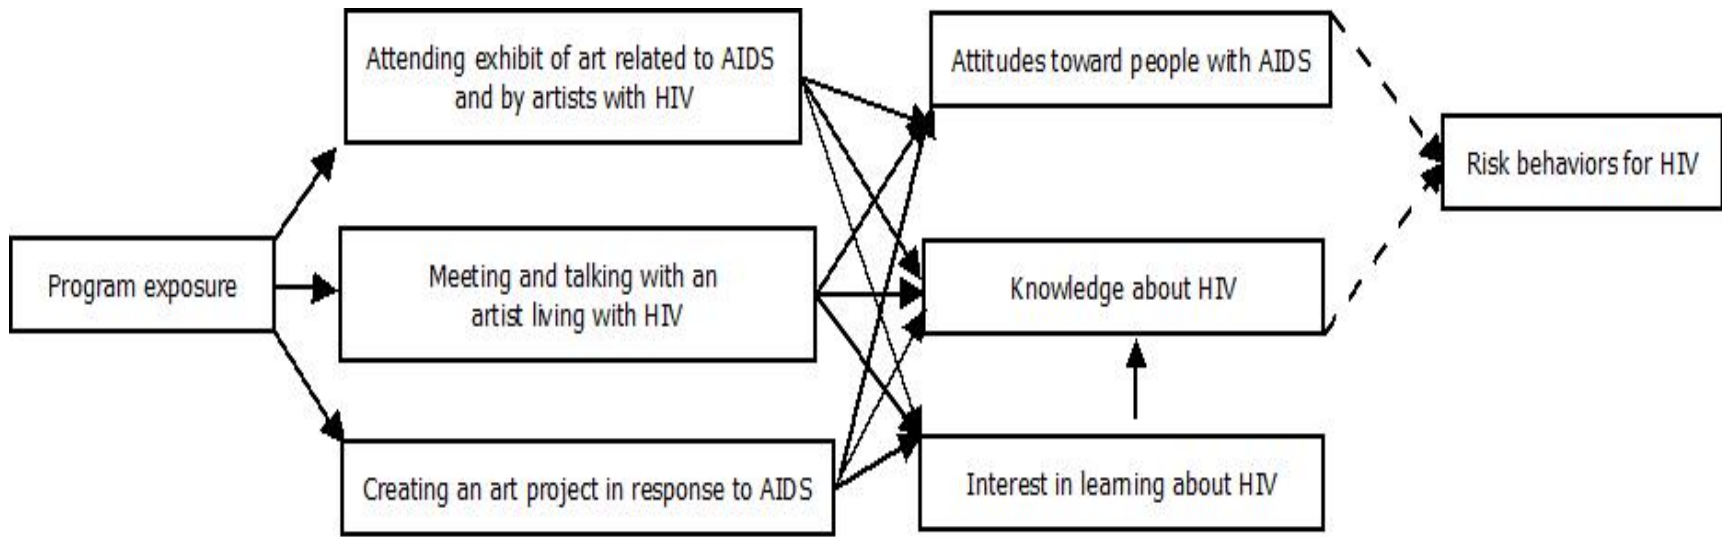 Attending exhibit of art related to AIDS
and by artists with HIV
Attitudes toward people with AIDS
Risk behaviors for HIV
Program exposure
Meeting and talking with an
artist living with HIV
Knowledge about HIV
Creating an art project in response to AIDS
Interest in learning about HIV